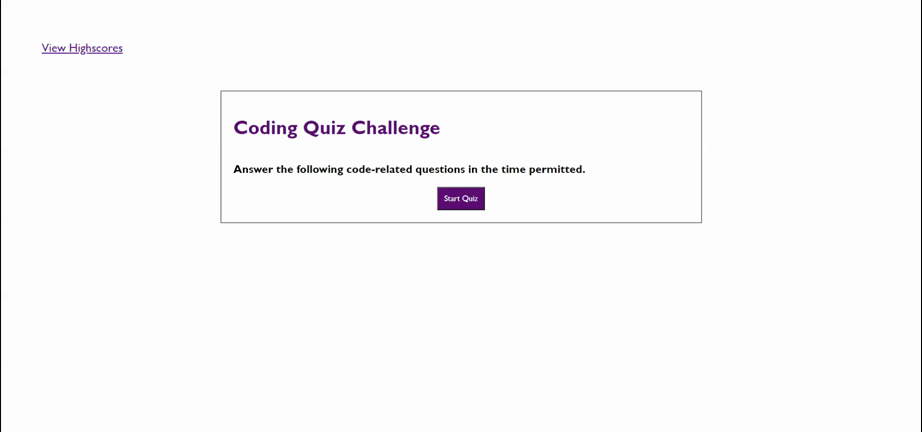 View Highscores
Coding Quiz Challenge
Answer the following code-related questions in the time permitted.
Start Quiz